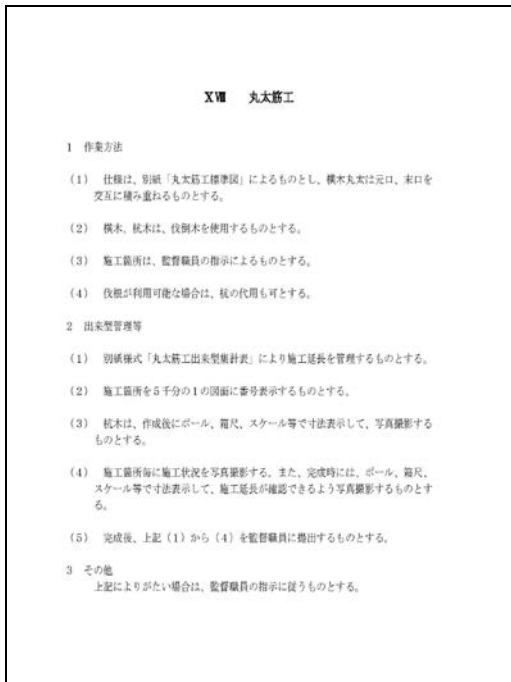 XⅧ 丸太筋工
1 作業方法
(1) 仕様は、別紙「丸太筋工標準図」によるものとし、横木丸太は元口、末口を
交互に積み重ねるものとする。
(2) 横木、杭木は、伐倒木を使用するものとする。
(3) 施工箇所は、監督職員の指示によるものとする。
(4) 伐根が利用可能な場合は、杭の代用も可とする。
2 出来型管理等
(1) 別紙様式「丸太筋工出来型集計表」により施工延長を管理するものとする。
(2) 施工箇所を5千分の1の図面に番号表示するものとする。
(3) 杭木は、作成後にポール、箱尺、スケール等で寸法表示して、写真撮影する
ものとする。
(4) 施工箇所毎に施工状況を写真撮影する。また、完成時には、ポール、箱尺、
スケール等で寸法表示して、施工延長が確認できるよう写真撮影するものとす
る。
(5) 完成後、上記(1)から(4)を監督職員に提出するものとする。
3 その他
上記によりがたい場合は、監督職員の指示に従うものとする。